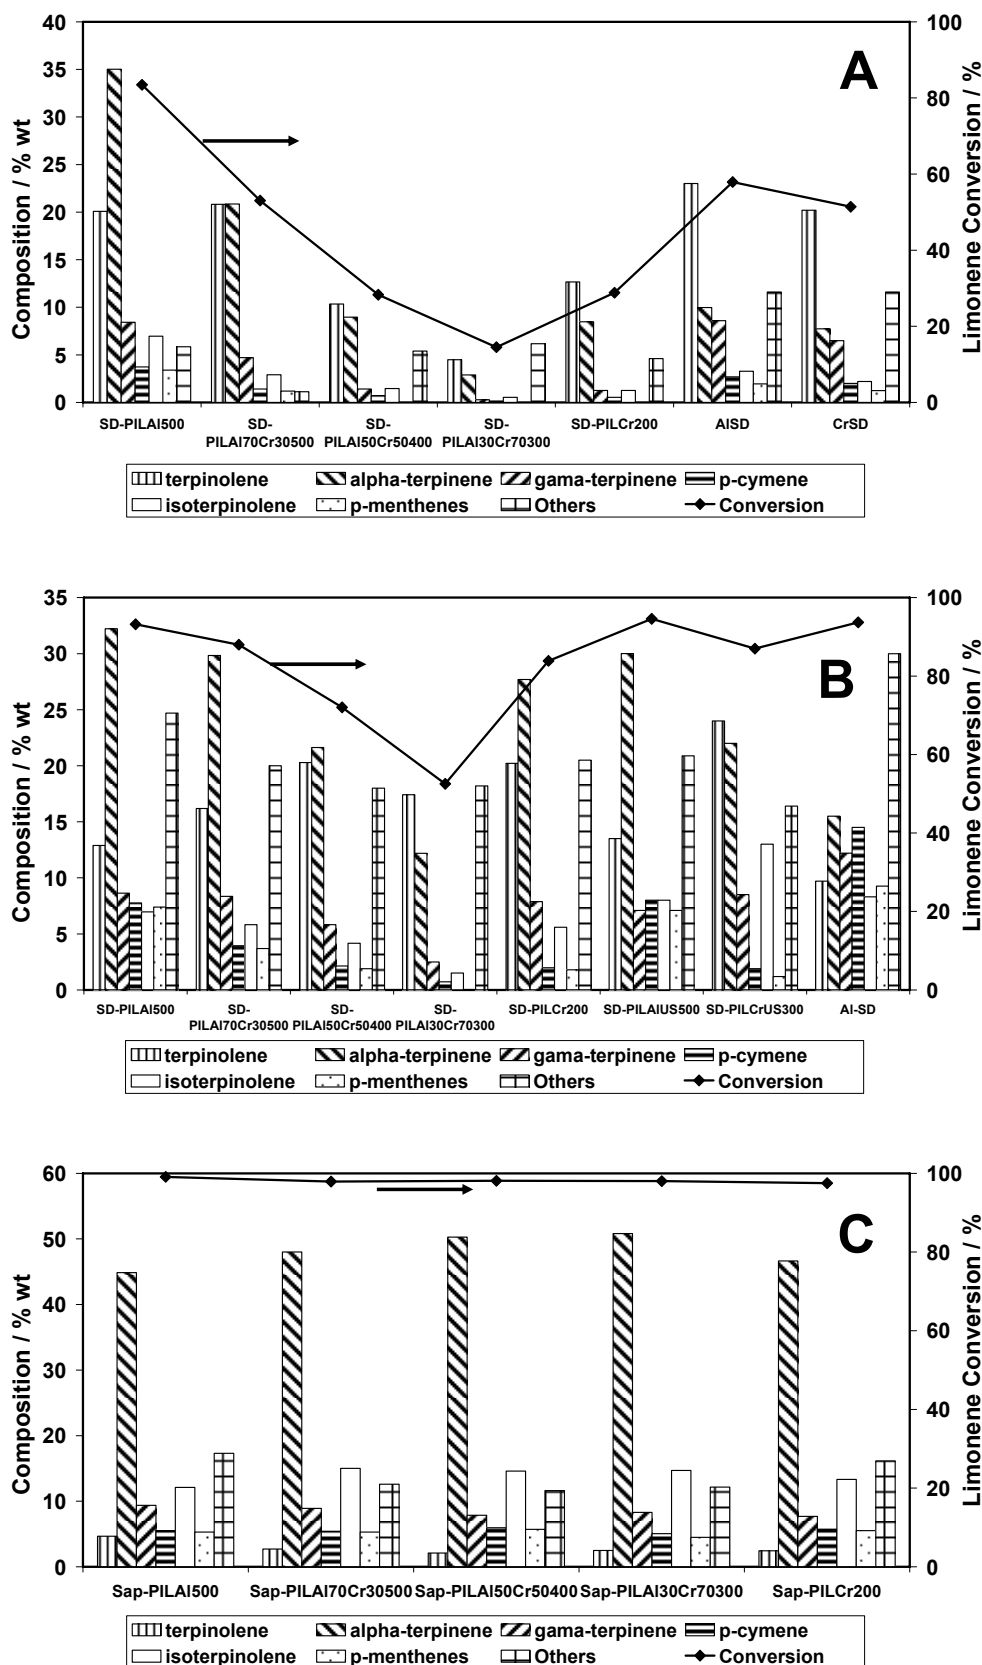 A
Composition / % wt
Limonene Conversion / %
40
35
30
25
20
15
10
5
0
100
80
60
40
20
0
SD-PILAl500
SD-PILAl70Cr30500
SD-PILAl50Cr50400
SD-PILAl30Cr70300
SD-PILCr200
AlSD
CrSD
terpinolene alpha-terpinene gama-terpinene p-cymene
isoterpinolene p-menthenes Others Conversion
B
Composition / % wt
Limonene Conversion / %
35
30
25
20
15
10
5
0
100
80
60
40
20
0
SD-PILAl500
SD-PILAl70Cr30500
SD-PILAl50Cr50400
SD-PILAl30Cr70300
SD-PILCr200
SD-PILAlUS500
SD-PILCrUS300
Al-SD
terpinolene alpha-terpinene gama-terpinene p-cymene
isoterpinolene p-menthenes Others Conversion
C
Composition / % wt
Limonene Conversion / %
60
50
40
30
20
10
0
100
80
60
40
20
0
Sap-PILAl500
Sap-PILAl70Cr30500
Sap-PILAl50Cr50400
Sap-PILAl30Cr70300
Sap-PILCr200
terpinolene alpha-terpinene gama-terpinene p-cymene
isoterpinolene p-menthenes Others Conversion